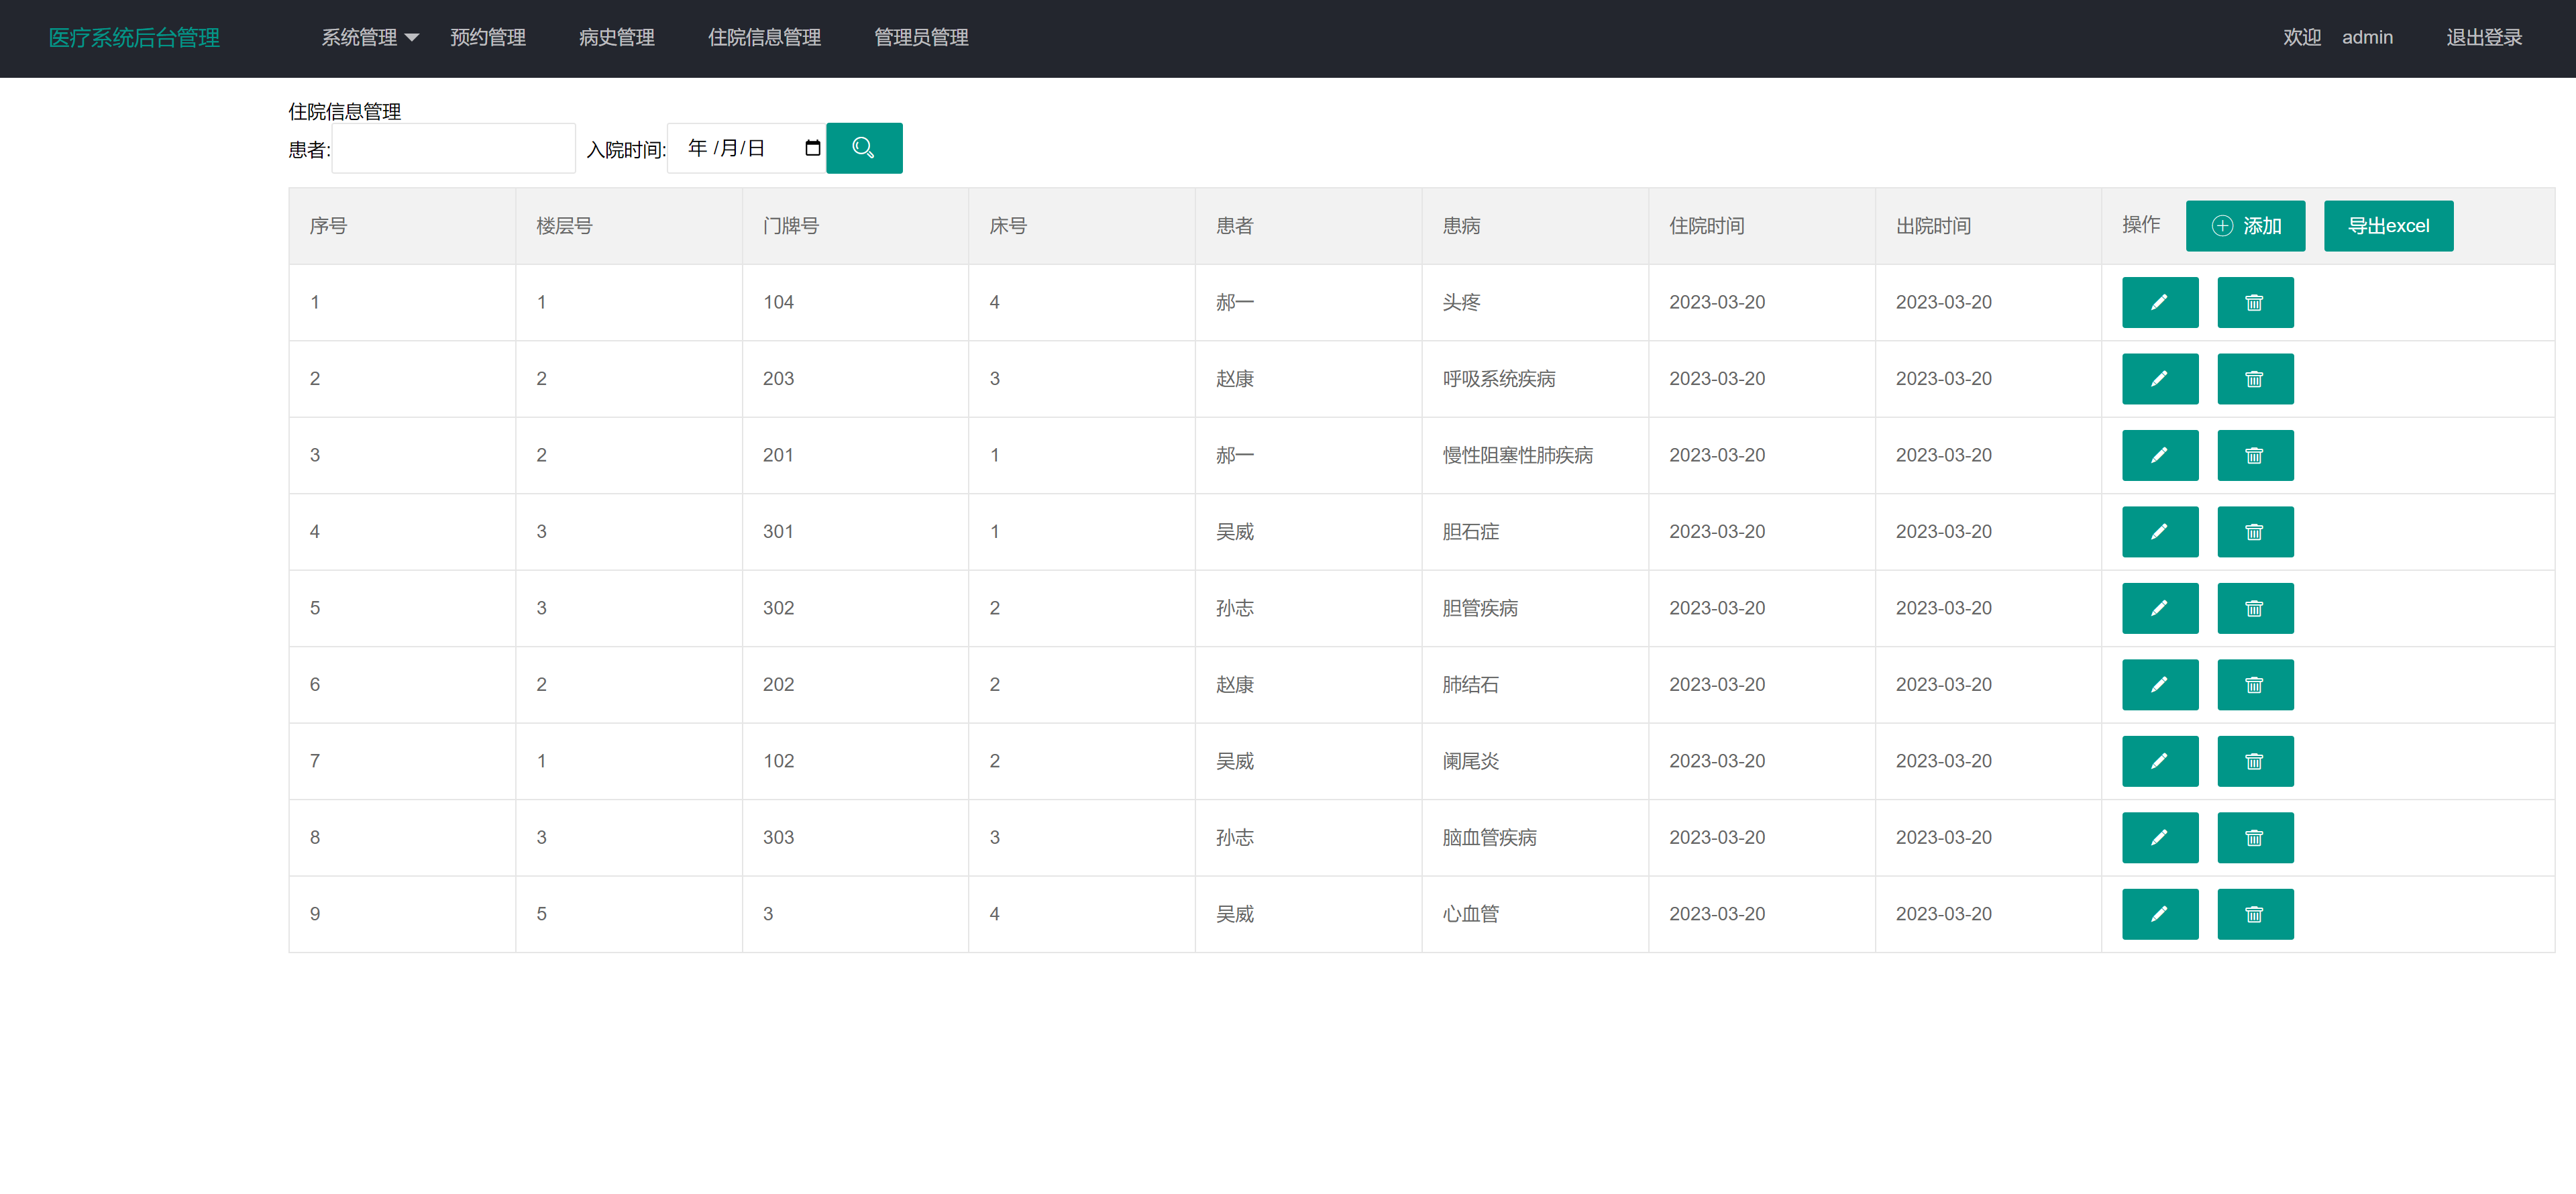 医疗系统后台管理 系统管理 预约管理 病史管理 住院信息管理 管理员管理 欢迎 admin 退出登录
住院信息管理
患者: 入院时间: 年 /月/日
序号 楼层号 门牌号 床号 患者 患病 住院时间 出院时间 操作 添加 导出excel
1 1 104 4 郝一 头疼 2023-03-20 2023-03-20
2 2 203 3 赵康 呼吸系统疾病 2023-03-20 2023-03-20
3 2 201 1 郝一 慢性阻塞性肺疾病 2023-03-20 2023-03-20
4 3 301 1 吴威 胆石症 2023-03-20 2023-03-20
5 3 302 2 孙志 胆管疾病 2023-03-20 2023-03-20
6 2 202 2 赵康 肺结石 2023-03-20 2023-03-20
7 1 102 2 吴威 阑尾炎 2023-03-20 2023-03-20
8 3 303 3 孙志 脑血管疾病 2023-03-20 2023-03-20
9 5 3 4 吴威 心血管 2023-03-20 2023-03-20